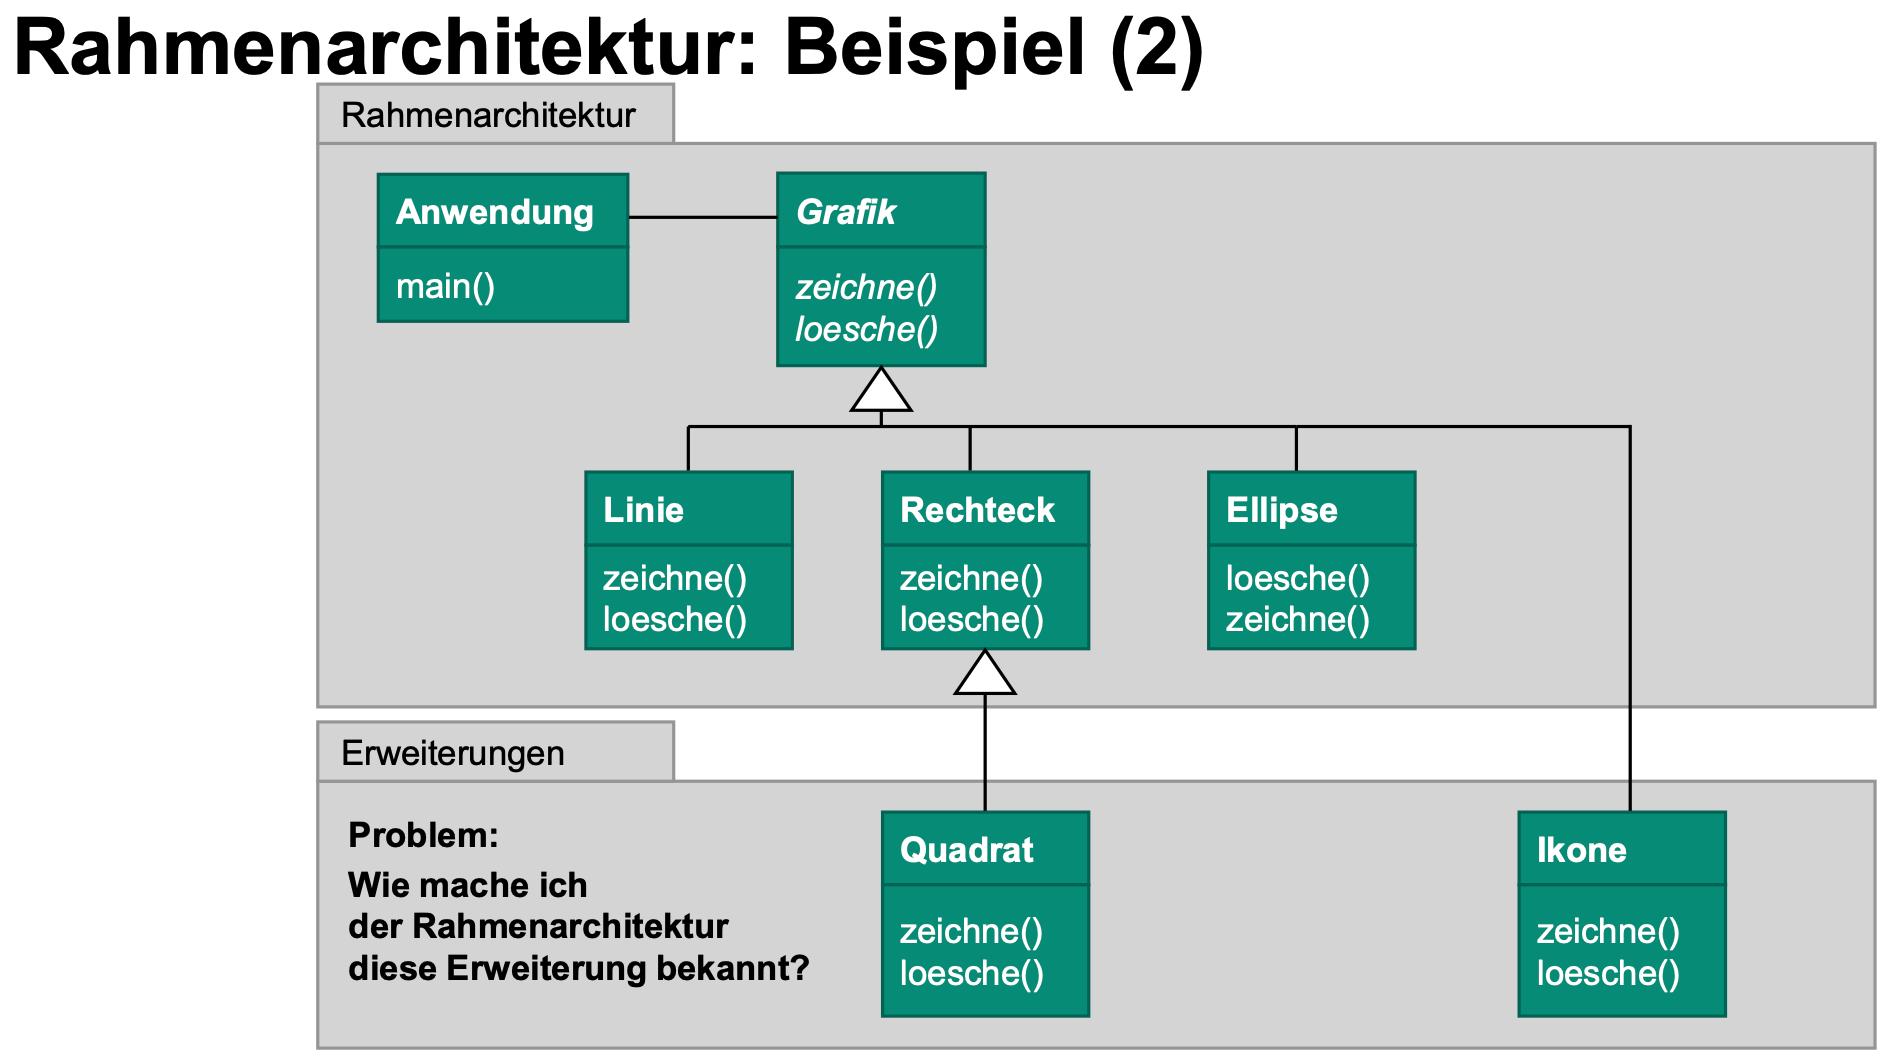 Rahmenarchitektur: Beispiel (2)
Rahmenarchitektur
Anwendung
main()
Grafik
zeichne()
loesche()
Linie
zeichne()
loesche()
Rechteck
zeichne()
loesche()
Ellipse
loesche()
zeichne()
Erweiterungen
Problem:
Wie mache ich
der Rahmenarchitektur
diese Erweiterung bekannt?
Quadrat
zeichne()
loesche()
Ikone
zeichne()
loesche()